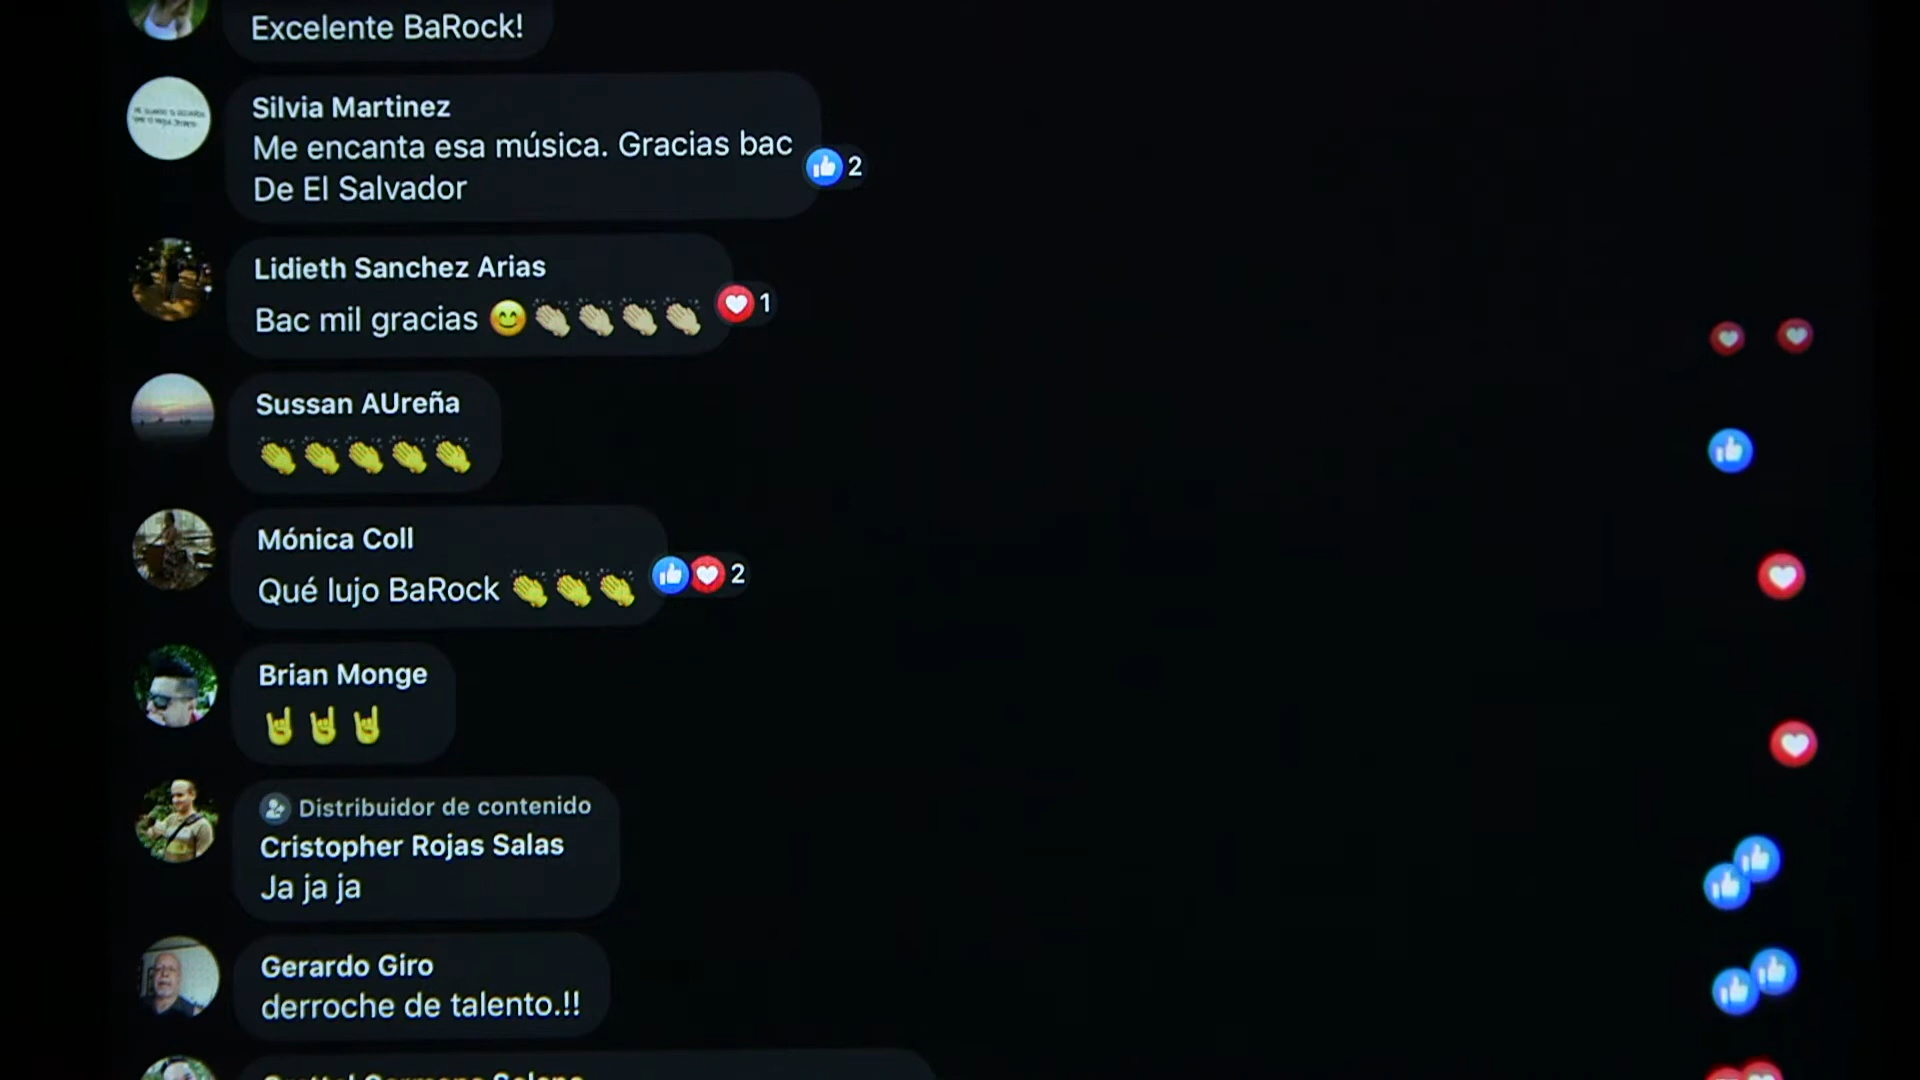 Excelente BaRock!
Silvia Martinez
Me encanta esa música. Gracias bac
De El Salvador
2
Lidieth Sanchez Arias
Bac mil gracias 😊👏🏼👏🏼👏🏼👏🏼
1
Sussan AUreña
👏👏👏👏👏
Mónica Coll
Qué lujo BaRock 👏👏👏
2
Brian Monge
🤘🤘🤘
Distribuidor de contenido
Cristopher Rojas Salas
Ja ja ja
Gerardo Giro
derroche de talento.!!